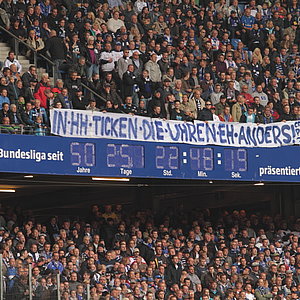 IN·HH·TICKEN·DIE·UHREN·EH·ANDERS!
Bundesliga seit 50 25 22 48 19 präsentiert
Jahre Tage Std. Min. Sek.